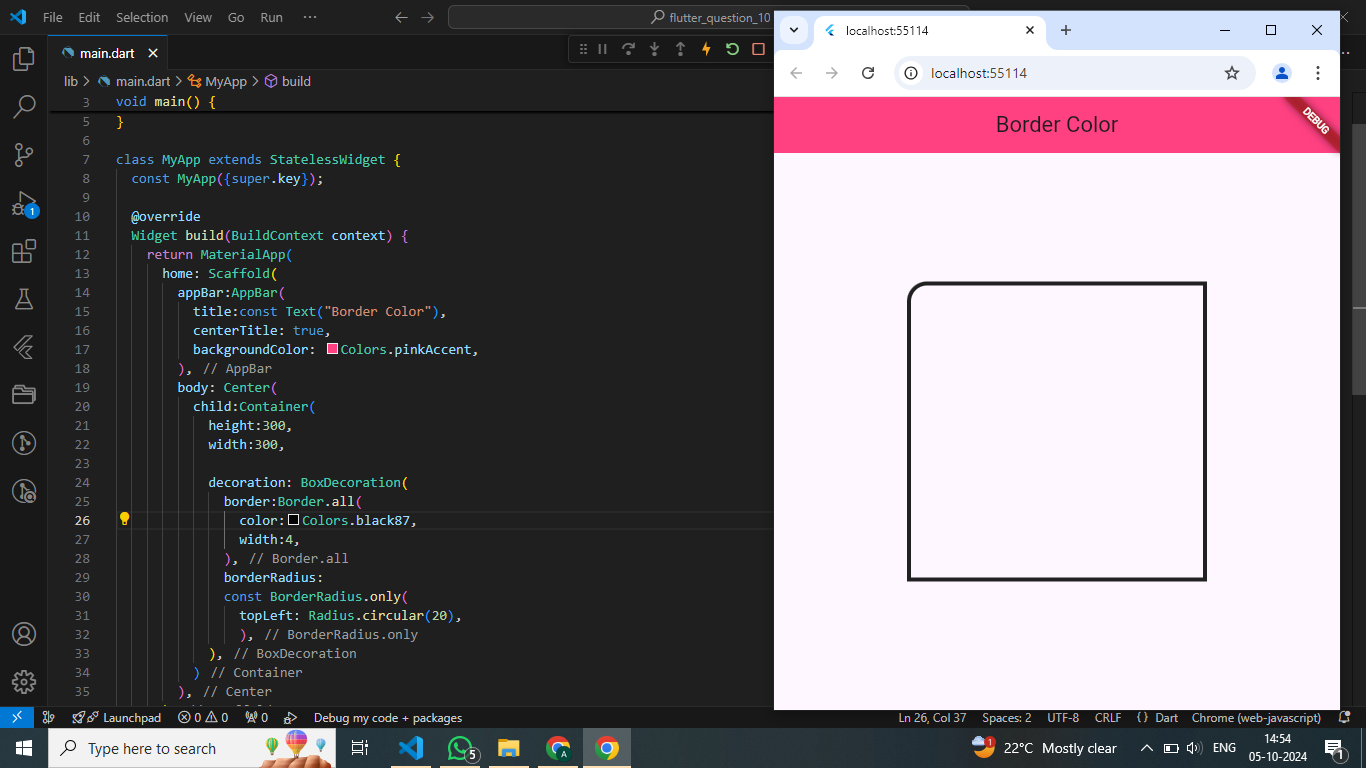 File Edit Selection View Go Run ···
flutter_question_10
main.dart
lib > main.dart > MyApp > build
3 void main() {
5 }
6
7 class MyApp extends StatelessWidget {
8 const MyApp({super.key});
9
10 @override
11 Widget build(BuildContext context) {
12 return MaterialApp(
13 home: Scaffold(
14 appBar:AppBar(
15 title:const Text("Border Color"),
16 centerTitle: true,
17 backgroundColor: Colors.pinkAccent,
18 ), // AppBar
19 body: Center(
20 child:Container(
21 height:300,
22 width:300,
23
24 decoration: BoxDecoration(
25 border:Border.all(
26 color:Colors.black87,
27 width:4,
28 ), // Border.all
29 borderRadius:
30 const BorderRadius.only(
31 topLeft: Radius.circular(20),
32 ), // BorderRadius.only
33 ), // BoxDecoration
34 ) // Container
35 ), // Center
1
localhost:55114
localhost:55114
Border Color
DEBUG
Launchpad 0 0 0 Debug my code + packages Ln 26, Col 37 Spaces: 2 UTF-8 CRLF {} Dart Chrome (web-javascript)
Type here to search
5
A
1
22°C Mostly clear
ENG
14:54
05-10-2024
1